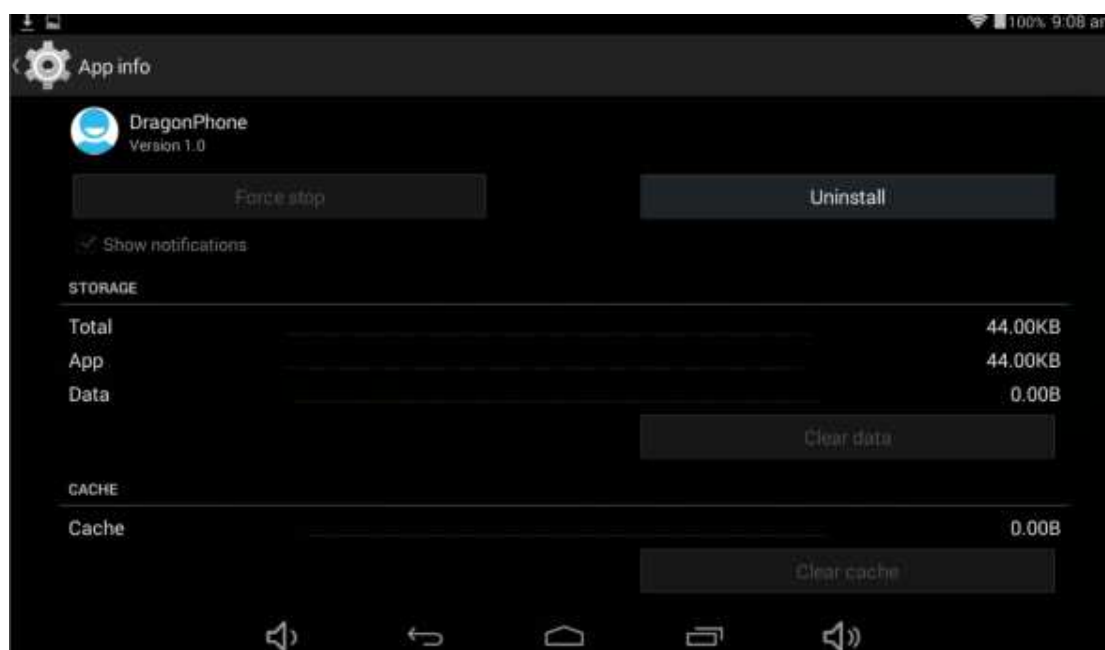 100% 9:08 am
App info
DragonPhone
Version 1.0
Force stop
Uninstall
Show notifications
STORAGE
Total 44.00KB
App 44.00KB
Data 0.00B
Clear data
CACHE
Cache 0.00B
Clear cache